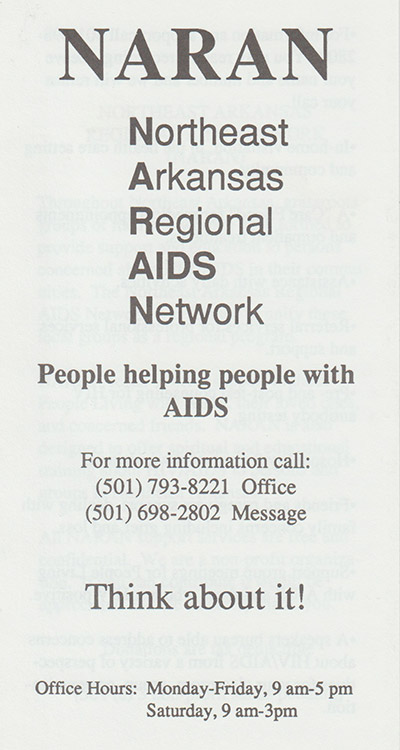 NARAN
Northeast
Arkansas
Regional
AIDS
Network
People helping people with
AIDS
For more information call:
(501) 793-8221 Office
(501) 698-2802 Message
Think about it!
Office Hours: Monday-Friday, 9 am-5 pm
Saturday, 9 am-3pm